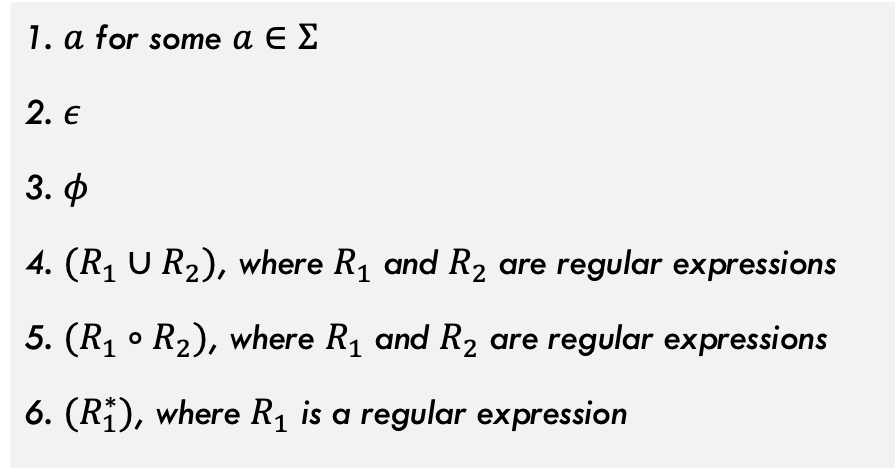 1. a for some a ∈ Σ
2. ϵ
3. ϕ
4. (R₁ ∪ R₂), where R₁ and R₂ are regular expressions
5. (R₁ ∘ R₂), where R₁ and R₂ are regular expressions
6. (R₁*), where R₁ is a regular expression